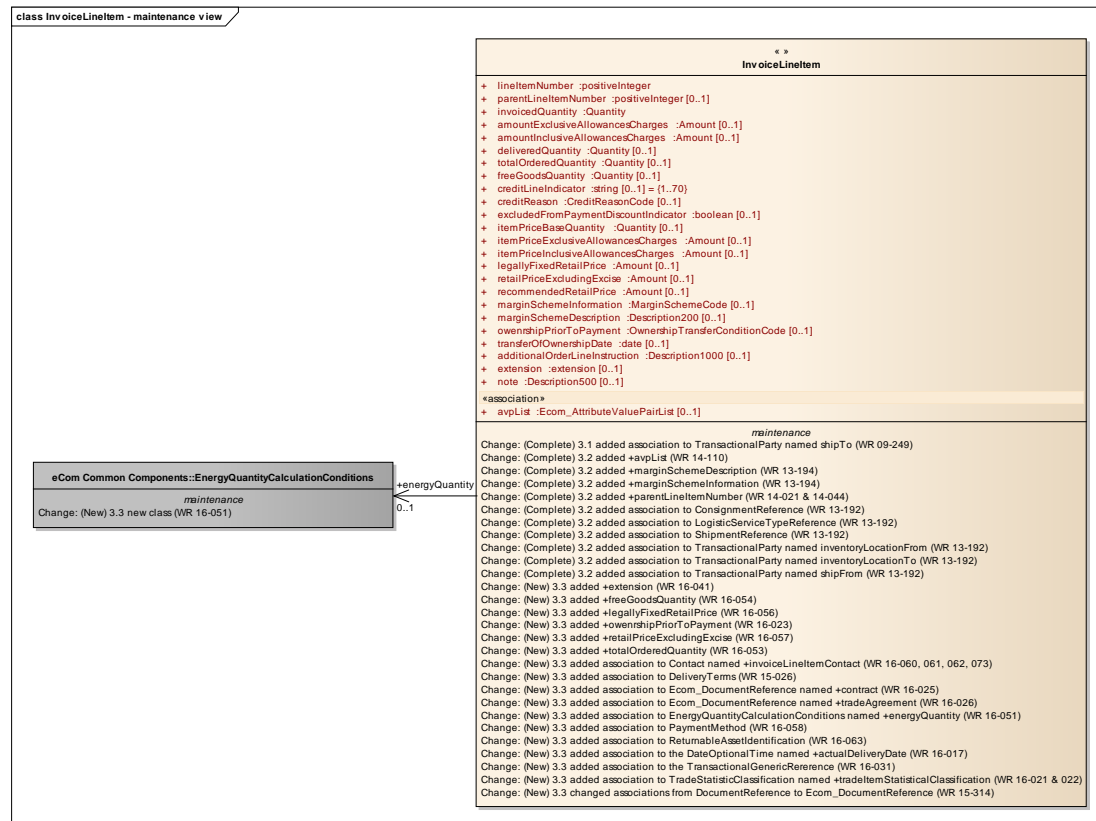 class InvoiceLineItem - maintenance view
« »
InvoiceLineItem
+ lineItemNumber :positiveInteger
+ parentLineItemNumber :positiveInteger [0..1]
+ invoicedQuantity :Quantity
+ amountExclusiveAllowancesCharges :Amount [0..1]
+ amountInclusiveAllowancesCharges :Amount [0..1]
+ deliveredQuantity :Quantity [0..1]
+ totalOrderedQuantity :Quantity [0..1]
+ freeGoodsQuantity :Quantity [0..1]
+ creditLineIndicator :string [0..1] = {1..70}
+ creditReason :CreditReasonCode [0..1]
+ excludedFromPaymentDiscountIndicator :boolean [0..1]
+ itemPriceBaseQuantity :Quantity [0..1]
+ itemPriceExclusiveAllowancesCharges :Amount [0..1]
+ itemPriceInclusiveAllowancesCharges :Amount [0..1]
+ legallyFixedRetailPrice :Amount [0..1]
+ retailPriceExcludingExcise :Amount [0..1]
+ recommendedRetailPrice :Amount [0..1]
+ marginSchemeInformation :MarginSchemeCode [0..1]
+ marginSchemeDescription :Description200 [0..1]
+ owenrshipPriorToPayment :OwnershipTransferConditionCode [0..1]
+ transferOfOwnershipDate :date [0..1]
+ additionalOrderLineInstruction :Description1000 [0..1]
+ extension :extension [0..1]
+ note :Description500 [0..1]
«association»
+ avpList :Ecom_AttributeValuePairList [0..1]
maintenance
Change: (Complete) 3.1 added association to TransactionalParty named shipTo (WR 09-249)
Change: (Complete) 3.2 added +avpList (WR 14-110)
Change: (Complete) 3.2 added +marginSchemeDescription (WR 13-194)
Change: (Complete) 3.2 added +marginSchemeInformation (WR 13-194)
Change: (Complete) 3.2 added +parentLineItemNumber (WR 14-021 & 14-044)
Change: (Complete) 3.2 added association to ConsignmentReference (WR 13-192)
Change: (Complete) 3.2 added association to LogisticServiceTypeReference (WR 13-192)
Change: (Complete) 3.2 added association to ShipmentReference (WR 13-192)
Change: (Complete) 3.2 added association to TransactionalParty named inventoryLocationFrom (WR 13-192)
Change: (Complete) 3.2 added association to TransactionalParty named inventoryLocationTo (WR 13-192)
Change: (Complete) 3.2 added association to TransactionalParty named shipFrom (WR 13-192)
Change: (New) 3.3 added +extension (WR 16-041)
Change: (New) 3.3 added +freeGoodsQuantity (WR 16-054)
Change: (New) 3.3 added +legallyFixedRetailPrice (WR 16-056)
Change: (New) 3.3 added +owenrshipPriorToPayment (WR 16-023)
Change: (New) 3.3 added +retailPriceExcludingExcise (WR 16-057)
Change: (New) 3.3 added +totalOrderedQuantity (WR 16-053)
Change: (New) 3.3 added association to Contact named +invoiceLineItemContact (WR 16-060, 061, 062, 073)
Change: (New) 3.3 added association to DeliveryTerms (WR 15-026)
Change: (New) 3.3 added association to Ecom_DocumentReference named +contract (WR 16-025)
Change: (New) 3.3 added association to Ecom_DocumentReference named +tradeAgreement (WR 16-026)
Change: (New) 3.3 added association to EnergyQuantityCalculationConditions named +energyQuantity (WR 16-051)
Change: (New) 3.3 added association to PaymentMethod (WR 16-058)
Change: (New) 3.3 added association to ReturnableAssetIdentification (WR 16-063)
Change: (New) 3.3 added association to the DateOptionalTime named +actualDeliveryDate (WR 16-017)
Change: (New) 3.3 added association to the TransactionalGenericRererence (WR 16-031)
Change: (New) 3.3 added association to TradeStatisticClassification named +tradeItemStatisticalClassification (WR 16-021 & 022)
Change: (New) 3.3 changed associations from DocumentReference to Ecom_DocumentReference (WR 15-314)
eCom Common Components::EnergyQuantityCalculationConditions
maintenance
Change: (New) 3.3 new class (WR 16-051)
+energyQuantity
0..1